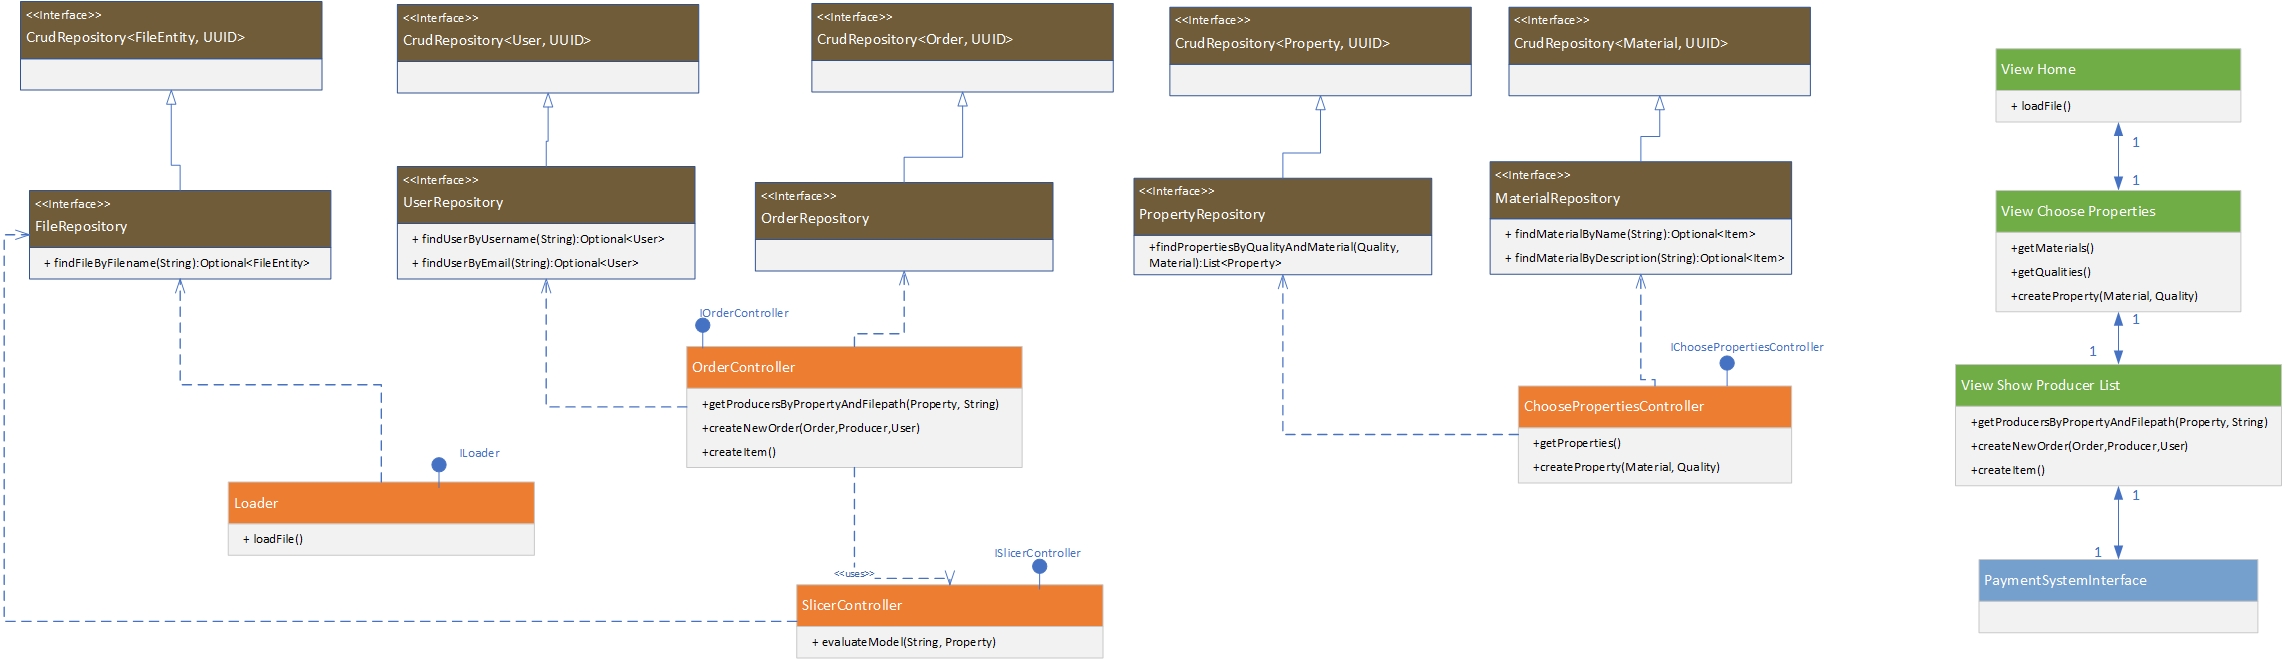 <<Interface>>
CrudRepository<FileEntity, UUID>
<<Interface>>
CrudRepository<User, UUID>
<<Interface>>
CrudRepository<Order, UUID>
<<Interface>>
CrudRepository<Property, UUID>
<<Interface>>
CrudRepository<Material, UUID>
<<Interface>>
FileRepository
+ findFileByFilename(String):Optional<FileEntity>
<<Interface>>
UserRepository
+ findUserByUsername(String):Optional<User>
+ findUserByEmail(String):Optional<User>
<<Interface>>
OrderRepository
<<Interface>>
PropertyRepository
+findPropertiesByQualityAndMaterial(Quality,
Material):List<Property>
<<Interface>>
MaterialRepository
+ findMaterialByName(String):Optional<Item>
+ findMaterialByDescription(String):Optional<Item>
IOrderController
OrderController
+getProducersByPropertyAndFilepath(Property, String)
+createNewOrder(Order,Producer,User)
+createItem()
IChoosePropertiesController
ChoosePropertiesController
+getProperties()
+createProperty(Material, Quality)
ILoader
Loader
+ loadFile()
<<uses>>
ISlicerController
SlicerController
+ evaluateModel(String, Property)
View Home
+ loadFile()
1
1
View Choose Properties
+getMaterials()
+getQualities()
+createProperty(Material, Quality)
1
1
View Show Producer List
+getProducersByPropertyAndFilepath(Property, String)
+createNewOrder(Order,Producer,User)
+createItem()
1
1
PaymentSystemInterface